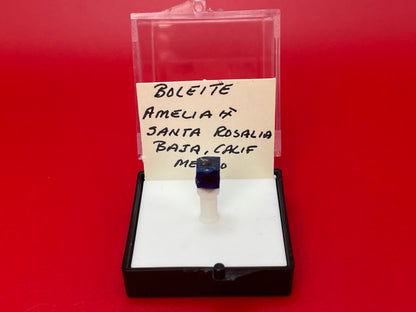 BOLEITE
AMELIA
SANTA ROSALIA
BAJA, CALIF